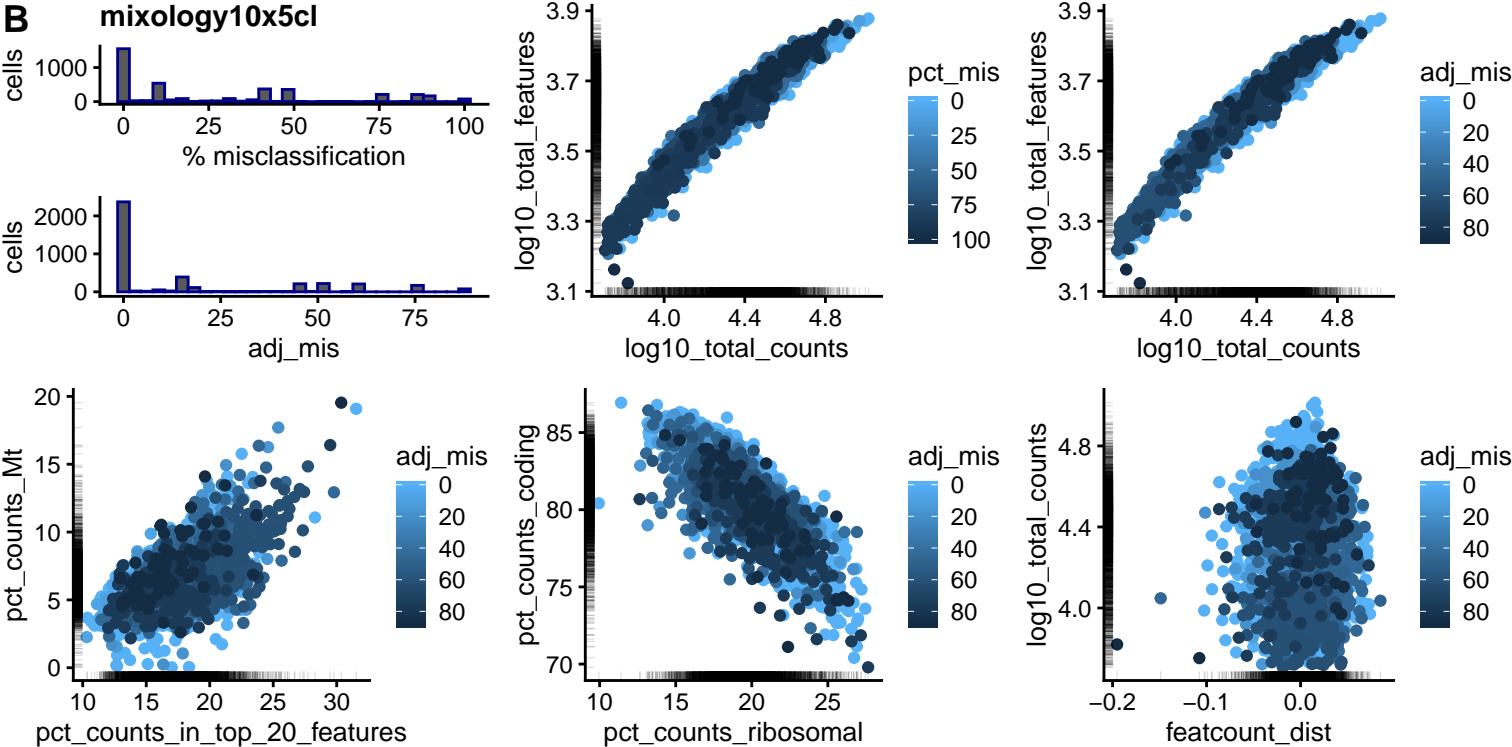 B
mixology10x5cl
cells
1000
0
0 25 50 75 100
% misclassification
cells
2000
1000
0
0 25 50 75
adj_mis
log10_total_features
3.9
3.7
3.5
3.3
3.1
4.0 4.4 4.8
log10_total_counts
pct_mis
0
25
50
75
100
log10_total_features
3.9
3.7
3.5
3.3
3.1
4.0 4.4 4.8
log10_total_counts
adj_mis
0
20
40
60
80
pct_counts_Mt
20
15
10
5
0
10 15 20 25 30
pct_counts_in_top_20_features
adj_mis
0
20
40
60
80
pct_counts_coding
85
80
75
70
10 15 20 25
pct_counts_ribosomal
adj_mis
0
20
40
60
80
log10_total_counts
4.8
4.4
4.0
−0.2 −0.1 0.0
featcount_dist
adj_mis
0
20
40
60
80